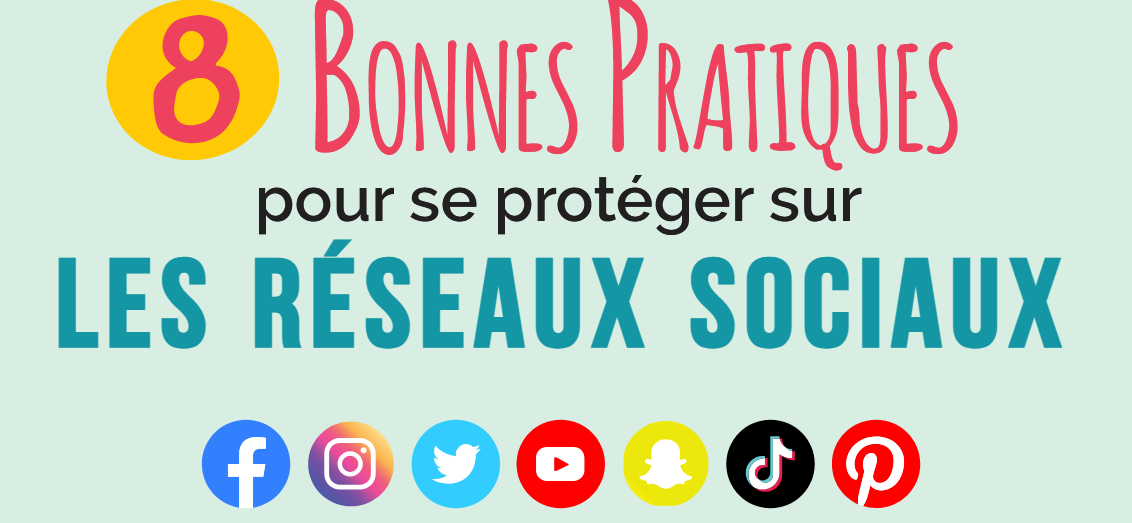 8 BONNES PRATIQUES
pour se protéger sur
LES RÉSEAUX SOCIAUX